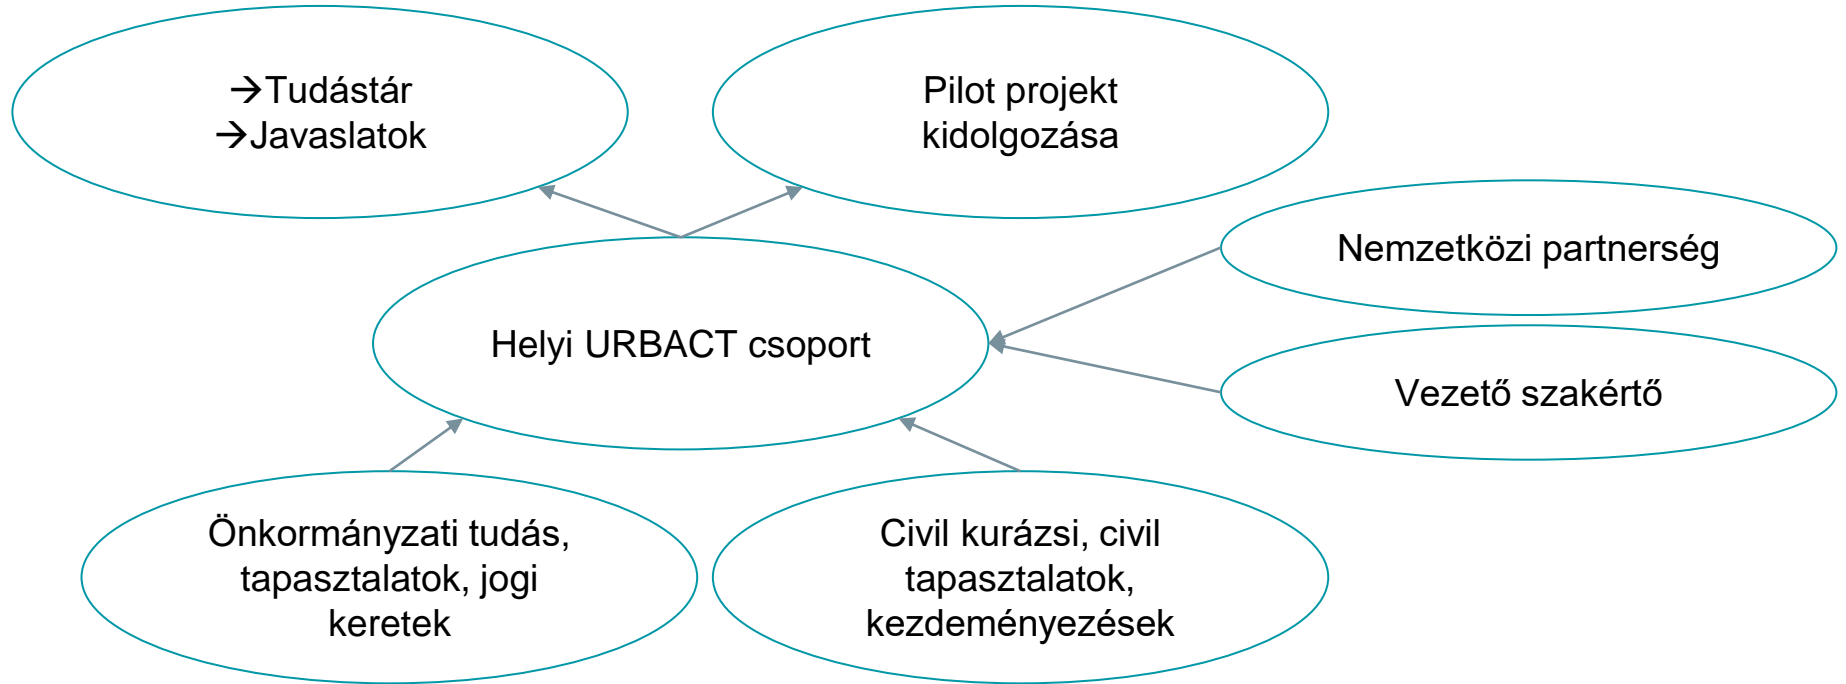 →Tudástár
→Javaslatok
Pilot projekt
kidolgozása
Nemzetközi partnerség
Helyi URBACT csoport
Vezető szakértő
Önkormányzati tudás,
tapasztalatok, jogi
keretek
Civil kurázsi, civil
tapasztalatok,
kezdeményezések